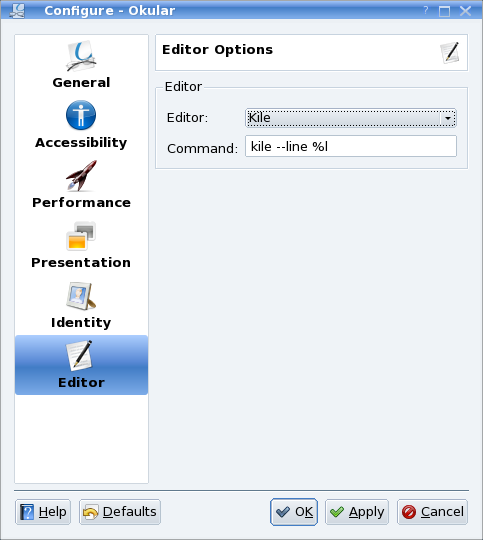 Configure - Okular
?
General
Accessibility
Performance
Presentation
Identity
Editor
Editor Options
Editor
Editor: Kile
Command: kile --line %l
Help Defaults OK Apply Cancel